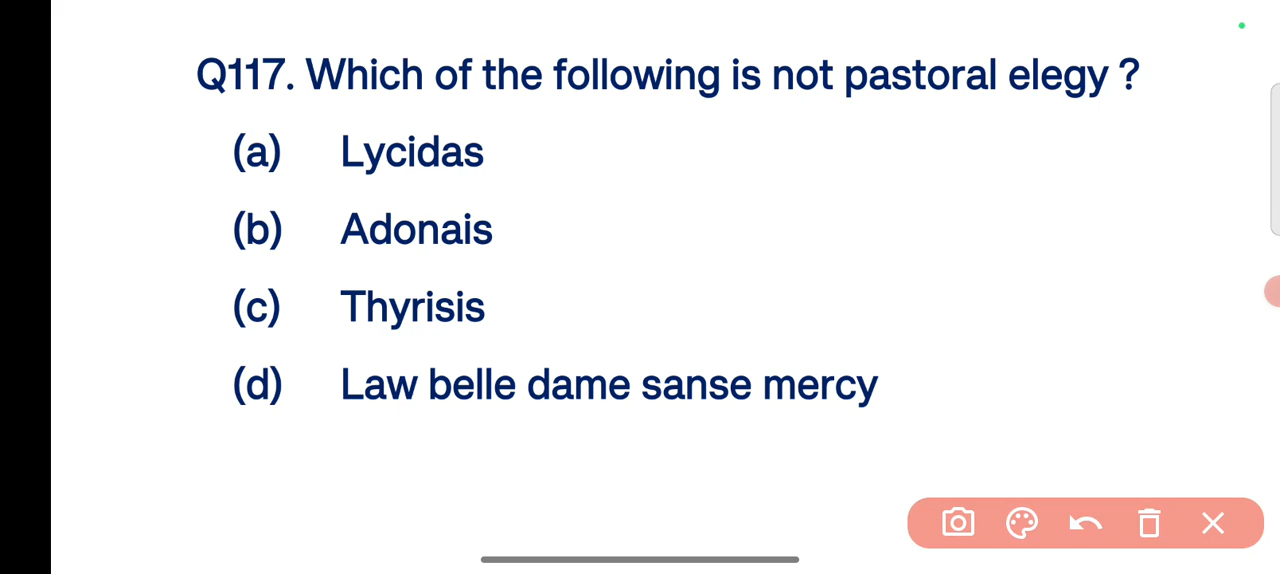 Q117. Which of the following is not pastoral elegy ?
(a) Lycidas
(b) Adonais
(c) Thyrisis
(d) Law belle dame sanse mercy